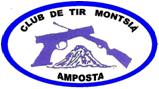 CLUB DE TIR MONTSIÀ
AMPOSTA